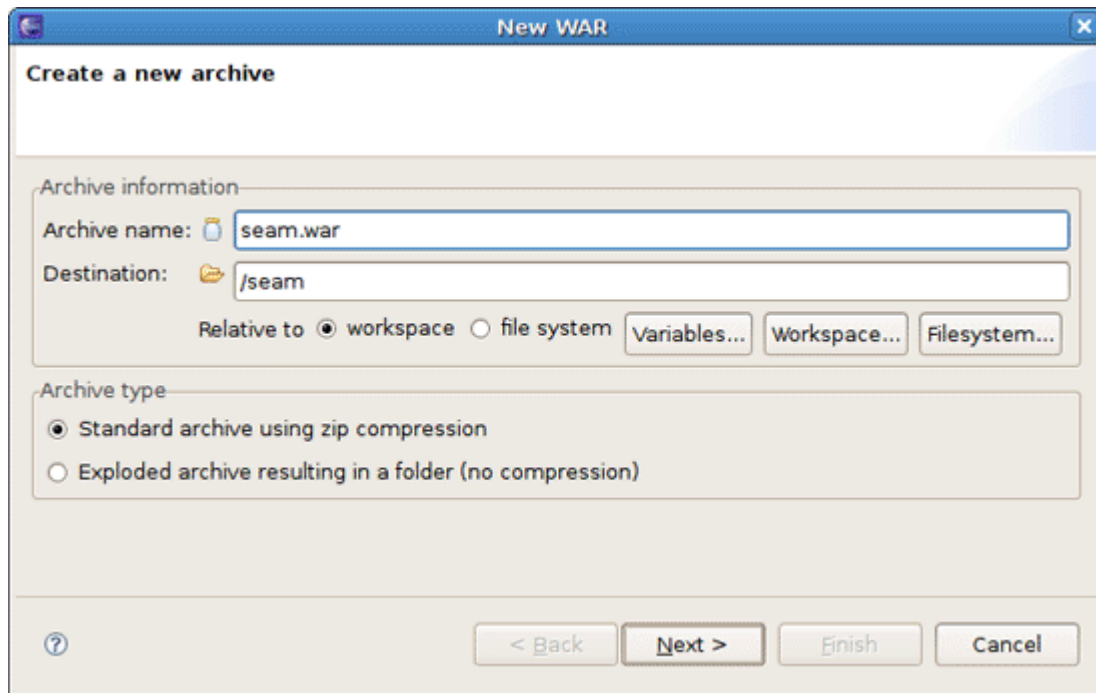 New WAR
Create a new archive
Archive information
Archive name: seam.war
Destination: /seam
Relative to workspace file system Variables... Workspace... Filesystem...
Archive type
Standard archive using zip compression
Exploded archive resulting in a folder (no compression)
? < Back Next > Finish Cancel